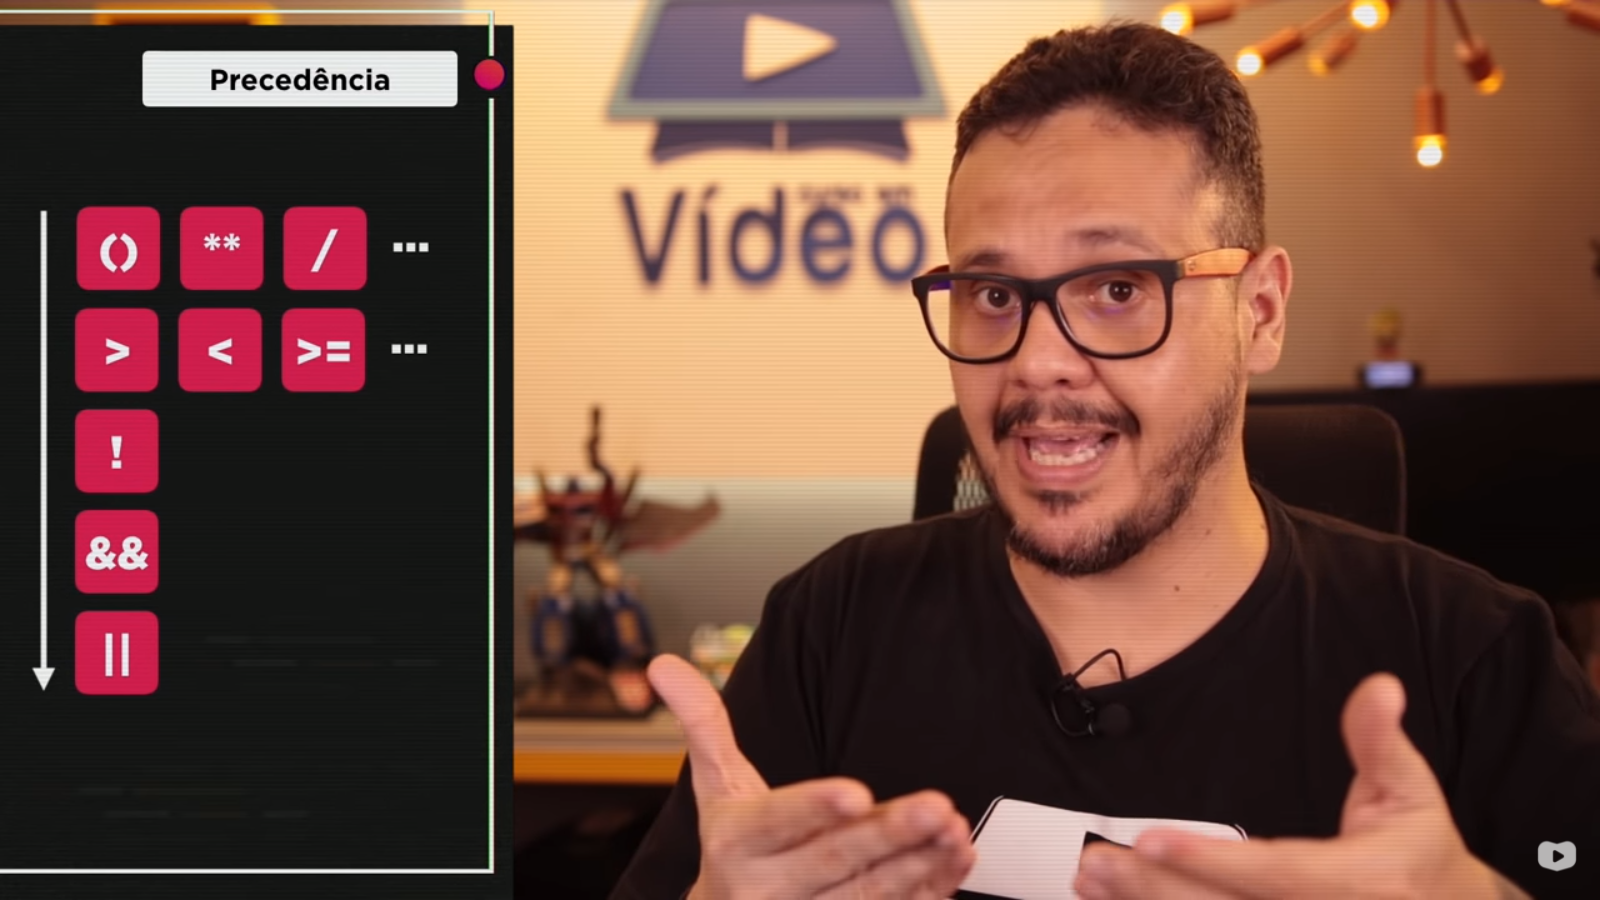 Precedência
() ** / ...
> < >= ...
!
&&
||
Vídeo